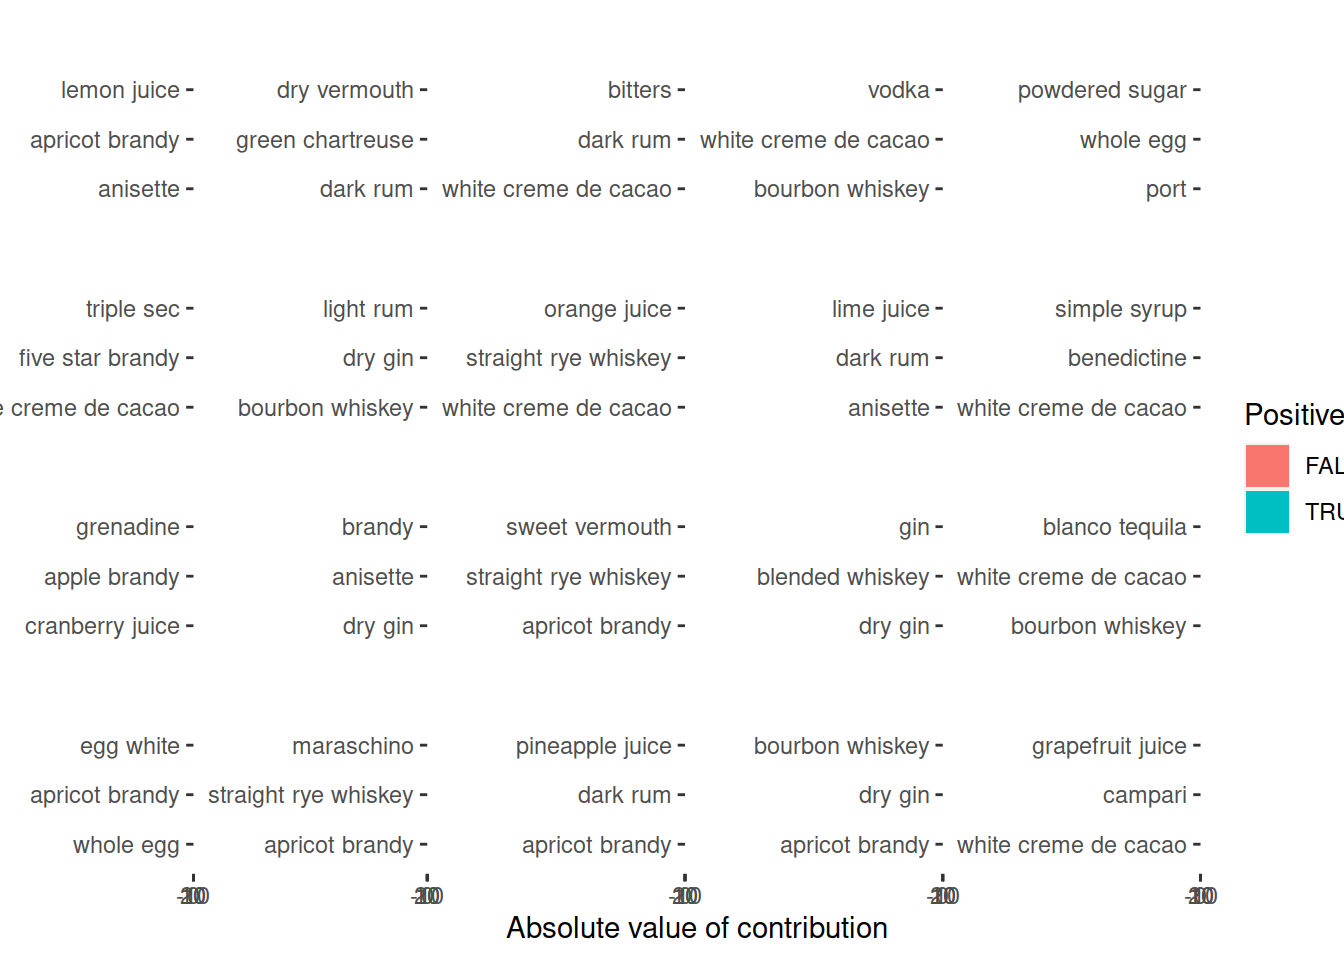 lemon juice dry vermouth bitters vodka powdered sugar
apricot brandy green chartreuse dark rum white creme de cacao whole egg
anisette dark rum white creme de cacao bourbon whiskey port
triple sec light rum orange juice lime juice simple syrup
five star brandy dry gin straight rye whiskey dark rum benedictine
creme de cacao bourbon whiskey white creme de cacao anisette white creme de cacao
Positive
FAL
TRU
grenadine brandy sweet vermouth gin blanco tequila
apple brandy anisette straight rye whiskey blended whiskey white creme de cacao
cranberry juice dry gin apricot brandy dry gin bourbon whiskey
egg white maraschino pineapple juice bourbon whiskey grapefruit juice
apricot brandy straight rye whiskey dark rum dry gin campari
whole egg apricot brandy apricot brandy apricot brandy white creme de cacao
Absolute value of contribution